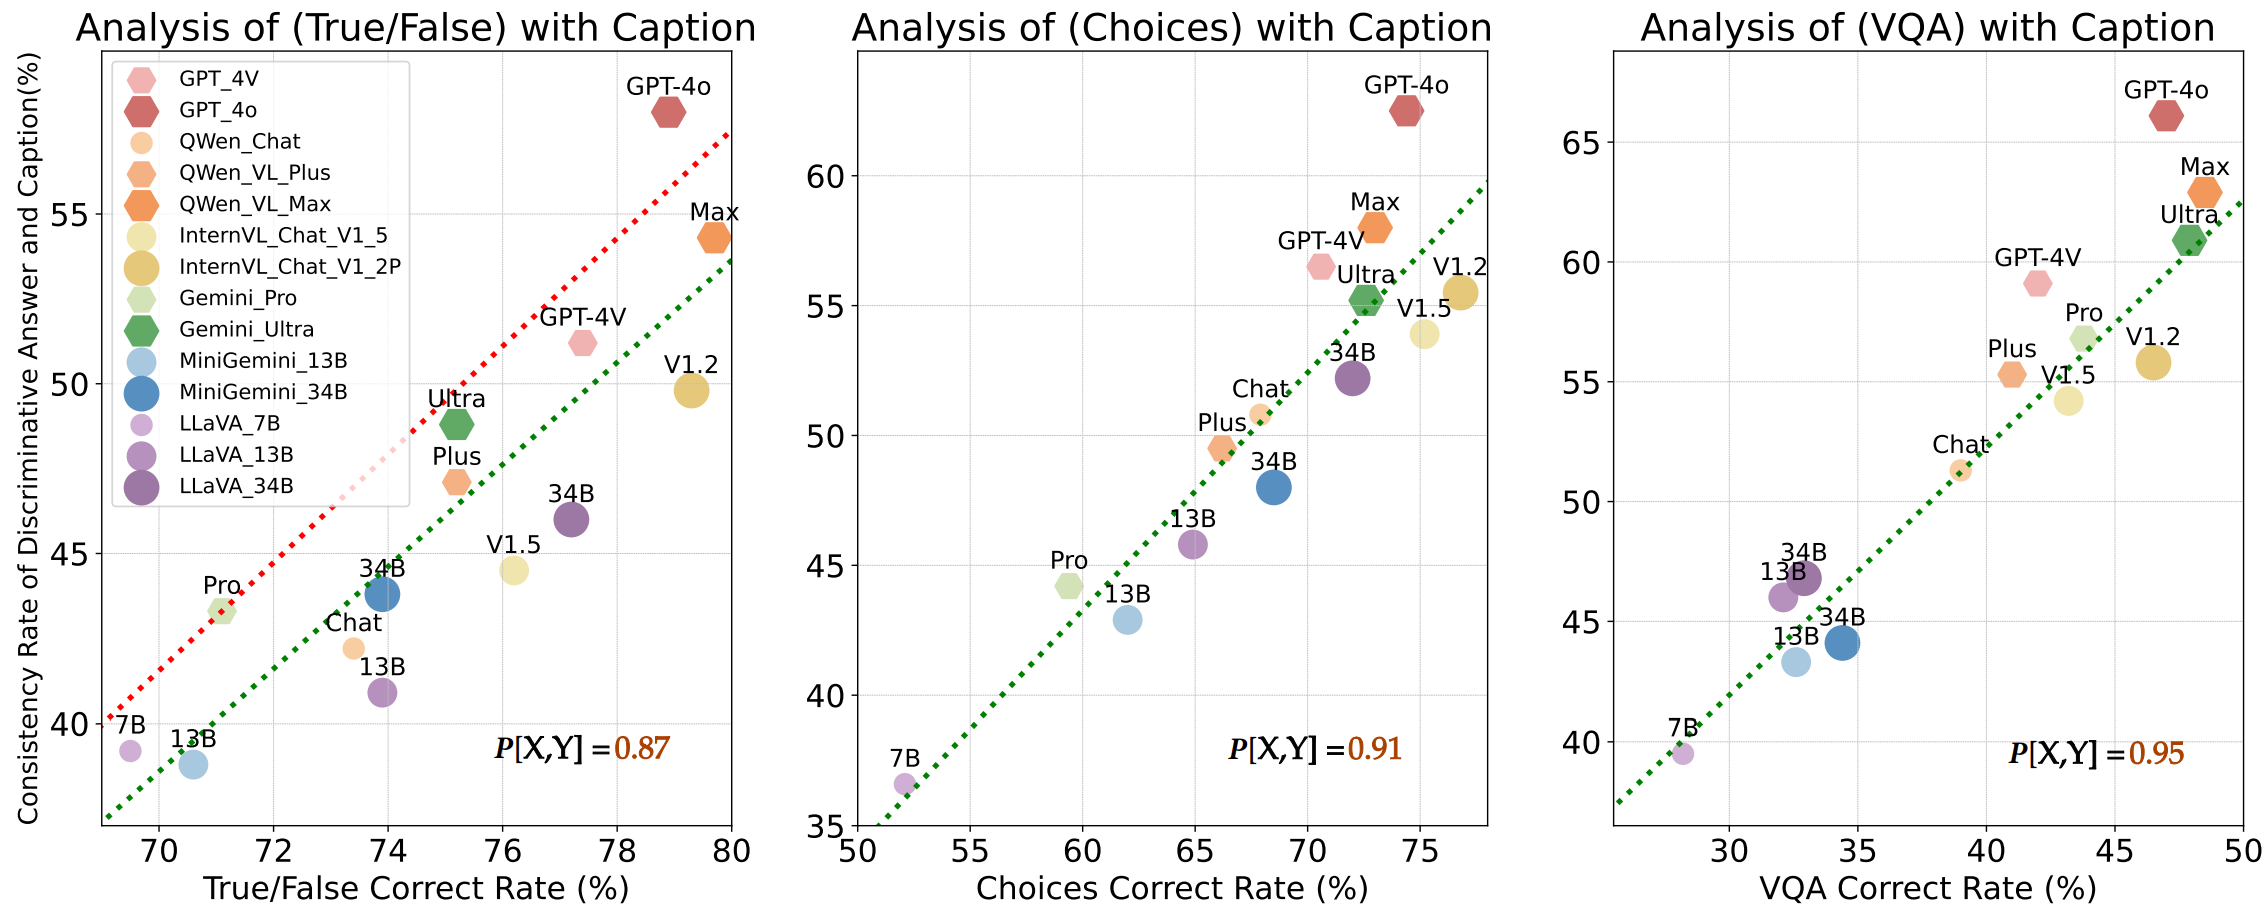 Analysis of (True/False) with Caption
Consistency Rate of Discriminative Answer and Caption(%)
GPT_4V
GPT_4o
QWen_Chat
QWen_VL_Plus
QWen_VL_Max
InternVL_Chat_V1_5
InternVL_Chat_V1_2P
Gemini_Pro
Gemini_Ultra
MiniGemini_13B
MiniGemini_34B
LLaVA_7B
LLaVA_13B
LLaVA_34B
GPT-4o
Max
GPT-4V
V1.2
Ultra
Plus
34B
V1.5
34B
Pro
Chat
13B
7B
13B
P[X,Y] =0.87
55
50
45
40
70 72 74 76 78 80
True/False Correct Rate (%)
Analysis of (Choices) with Caption
GPT-4o
Max
GPT-4V
Ultra
V1.2
V1.5
34B
Chat
Plus
34B
13B
Pro
13B
7B
P[X,Y] =0.91
60
55
50
45
40
35
50 55 60 65 70 75
Choices Correct Rate (%)
Analysis of (VQA) with Caption
GPT-4o
Max
Ultra
GPT-4V
Pro
V1.2
Plus
V1.5
Chat
34B
13B
34B
13B
7B
P[X,Y] =0.95
65
60
55
50
45
40
30 35 40 45 50
VQA Correct Rate (%)